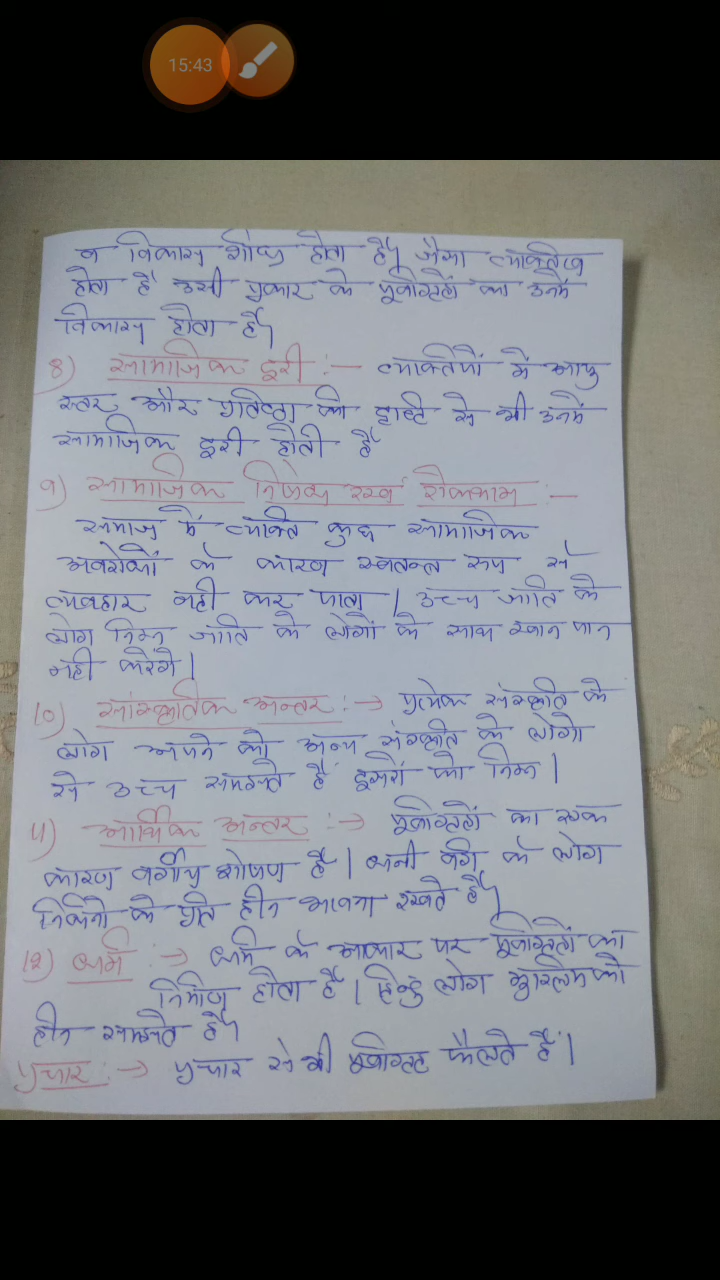 15:43
व विकास शीघ्र होता है। जैसा व्यक्तित्व
होता है उसी प्रकार के पूर्वाग्रहों का उनमें
विकास होता है।
8) सामाजिक दूरी :— व्यक्तियों में आयु
स्तर और प्रतिष्ठा की दृष्टि से भी उनमें
सामाजिक दूरी होती है
9) सामाजिक निषेध एवं रोकथाम :—
समाज में व्यक्ति कुछ सामाजिक
अवरोधों के कारण स्वतन्त रूप से
व्यवहार नही कर पाता | उच्च जाति के
लोग निम्न जाति के लोगों के साथ खान पान
नही करेंगे |
10) सांस्कृतिक अन्तर :→ प्रत्येक संस्कृति के
लोग अपने को अन्य संस्कृति के लोगो
से उच्च समझते है दूसरों को निम्न |
11) आर्थिक अन्तर :→ पूर्वाग्रहों का एक
कारण वर्गीय शोषण है | धनी वर्ग के लोग
निर्धनो के प्रति हीन भावना रखते है।
12) धर्म :→ धर्म के आधार पर पूर्वाग्रहों का
निर्माण होता है | हिन्दु लोग मुस्लिम को
हीन समझते है।
प्रचार :→ प्रचार से भी पूर्वाग्रह फैलते है |